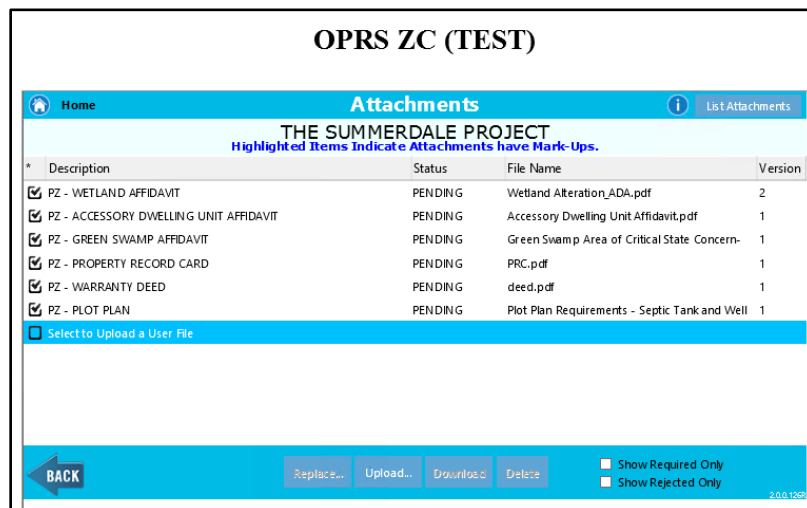 OPRS ZC (TEST)
Home Attachments i List Attachments
THE SUMMERDALE PROJECT
Highlighted Items Indicate Attachments have Mark-Ups.
* Description Status File Name Version
PZ - WETLAND AFFIDAVIT PENDING Wetland Alteration_ADA.pdf 2
PZ - ACCESSORY DWELLING UNIT AFFIDAVIT PENDING Accessory Dwelling Unit Affidavit.pdf 1
PZ - GREEN SWAMP AFFIDAVIT PENDING Green Swamp Area of Critical State Concern- 1
PZ - PROPERTY RECORD CARD PENDING PRC.pdf 1
PZ - WARRANTY DEED PENDING deed.pdf 1
PZ - PLOT PLAN PENDING Plot Plan Requirements - Septic Tank and Well 1
Select to Upload a User File
BACK Replace... Upload... Download Delete
Show Required Only
Show Rejected Only
2.0.0.126R